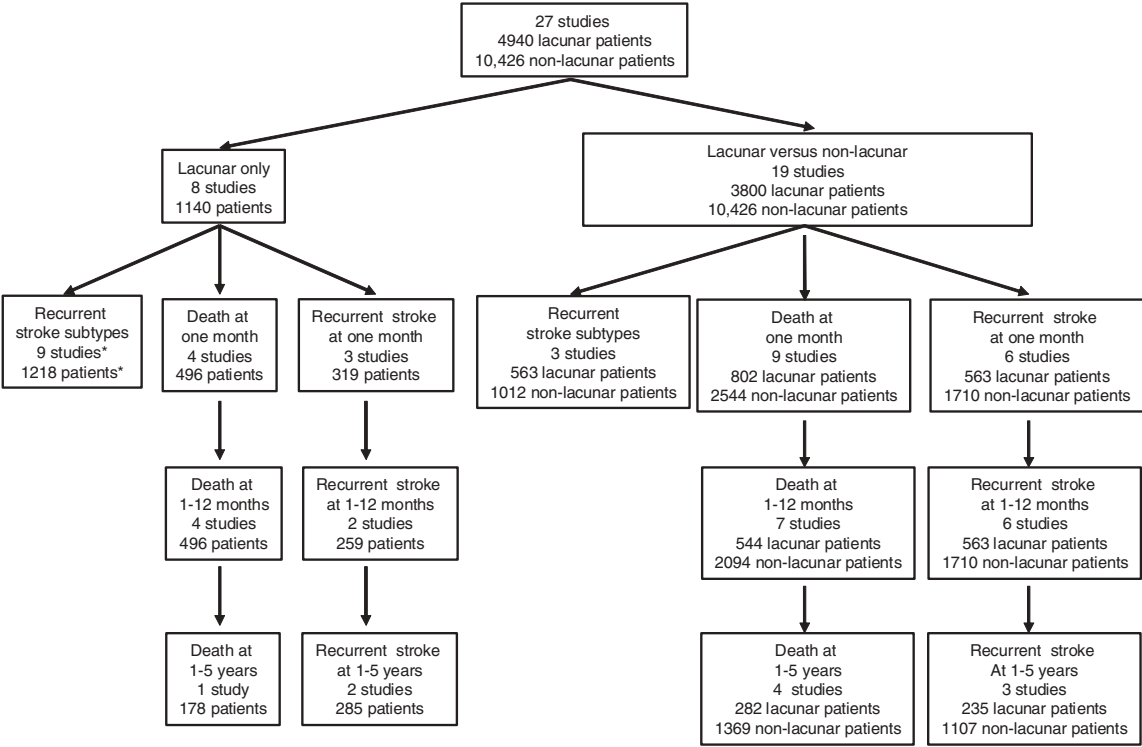 27 studies
4940 lacunar patients
10,426 non-lacunar patients
Lacunar only
8 studies
1140 patients
Lacunar versus non-lacunar
19 studies
3800 lacunar patients
10,426 non-lacunar patients
Recurrent
stroke subtypes
9 studies*
1218 patients*
Death at
one month
4 studies
496 patients
Recurrent stroke
at one month
3 studies
319 patients
Recurrent
stroke subtypes
3 studies
563 lacunar patients
1012 non-lacunar patients
Death at
one month
9 studies
802 lacunar patients
2544 non-lacunar patients
Recurrent stroke
at one month
6 studies
563 lacunar patients
1710 non-lacunar patients
Death at
1-12 months
4 studies
496 patients
Recurrent stroke
at 1-12 months
2 studies
259 patients
Death at
1-12 months
7 studies
544 lacunar patients
2094 non-lacunar patients
Recurrent stroke
at 1-12 months
6 studies
563 lacunar patients
1710 non-lacunar patients
Death at
1-5 years
1 study
178 patients
Recurrent stroke
at 1-5 years
2 studies
285 patients
Death at
1-5 years
4 studies
282 lacunar patients
1369 non-lacunar patients
Recurrent stroke
At 1-5 years
3 studies
235 lacunar patients
1107 non-lacunar patients